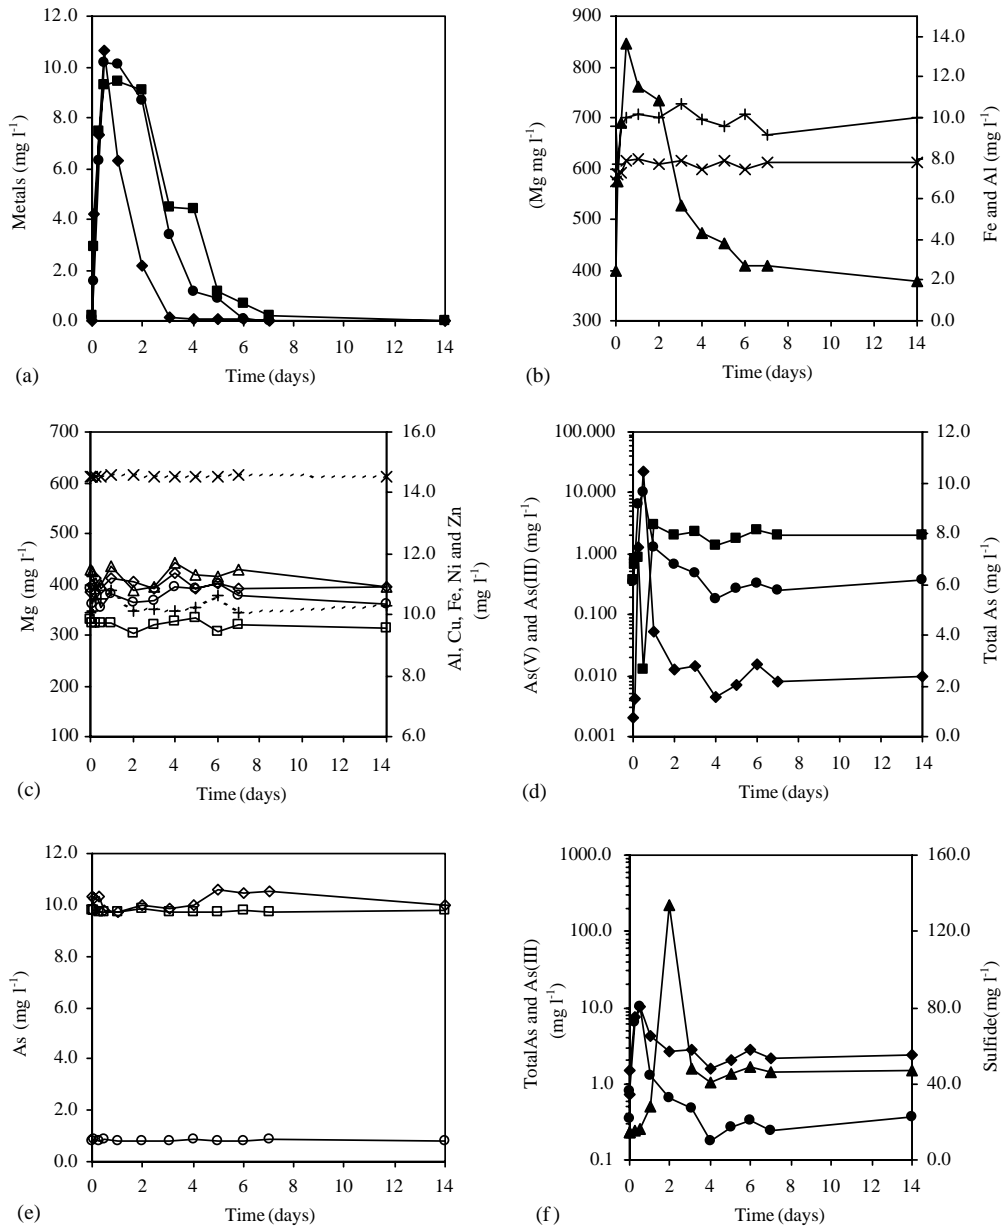 12.0
10.0
8.0
6.0
4.0
2.0
0.0
Metals (mg l-1)
0 2 4 6 8 10 12 14
Time (days)
(a)
900
800
700
600
500
400
300
(Mg mg l-1)
14.0
12.0
10.0
8.0
6.0
4.0
2.0
0.0
Fe and Al (mg l-1)
0 2 4 6 8 10 12 14
Time (days)
(b)
700
600
500
400
300
200
100
Mg (mg l-1)
16.0
14.0
12.0
10.0
8.0
6.0
Al, Cu, Fe, Ni and Zn
(mg l-1)
0 2 4 6 8 10 12 14
Time (days)
(c)
100.000
10.000
1.000
0.100
0.010
0.001
As(V) and As(III) (mg l-1)
12.0
10.0
8.0
6.0
4.0
2.0
0.0
Total As (mg l-1)
0 2 4 6 8 10 12 14
Time (days)
(d)
12.0
10.0
8.0
6.0
4.0
2.0
0.0
As (mg l-1)
0 2 4 6 8 10 12 14
Time (days)
(e)
1000.0
100.0
10.0
1.0
0.1
TotalAs and As(III)
(mg l-1)
160.0
120.0
80.0
40.0
0.0
Sulfide(mg l-1)
0 2 4 6 8 10 12 14
Time (days)
(f)